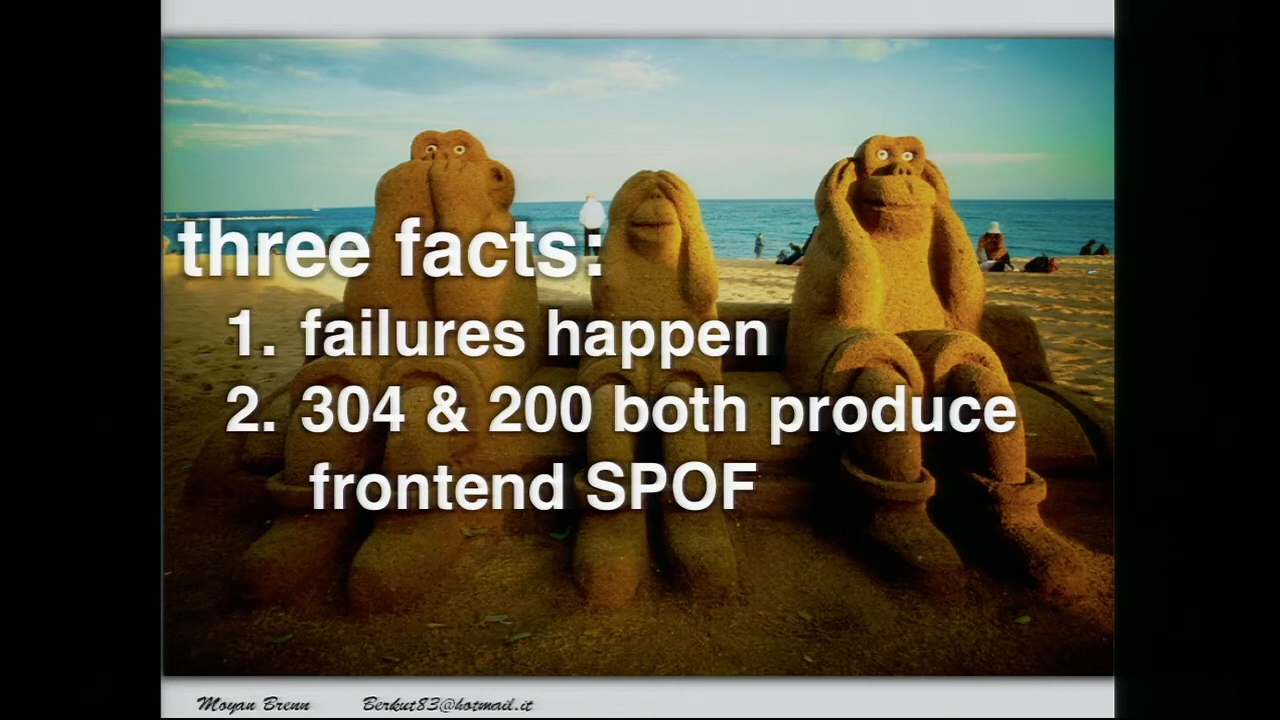 three facts:
1. failures happen
2. 304 & 200 both produce
frontend SPOF
Moyan Brenn Berkut83@hotmail.it